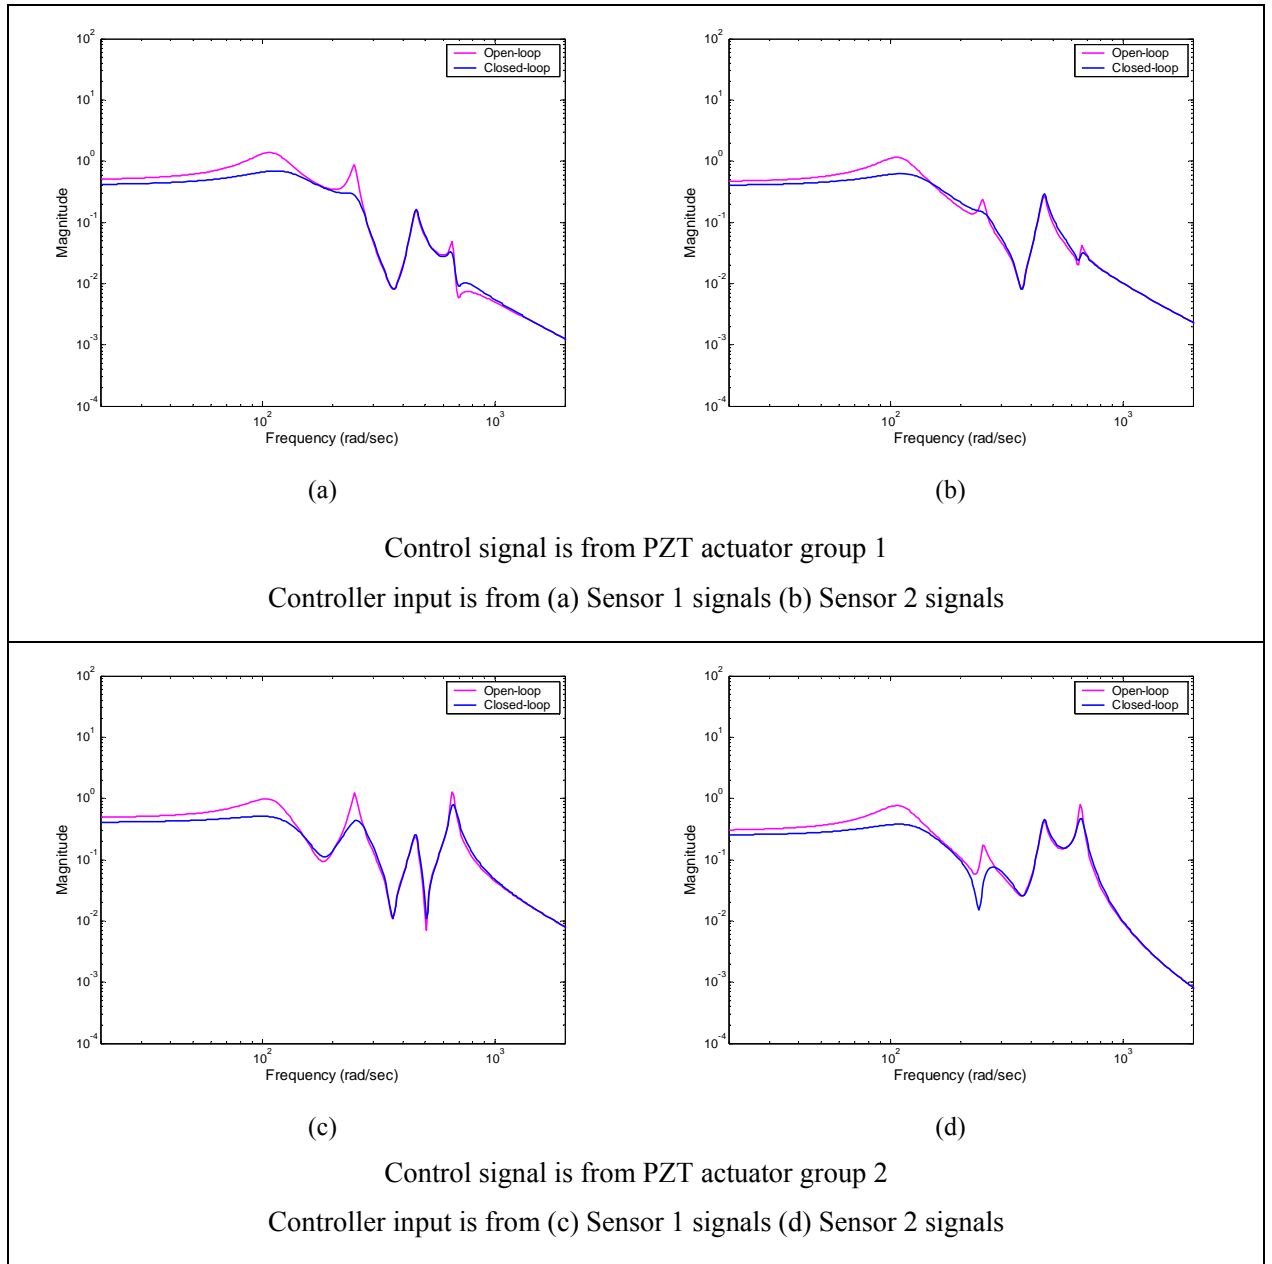 10^2
10^1
10^0
10^-1
10^-2
10^-3
10^-4
Magnitude
Open-loop
Closed-loop
10^2 10^3
Frequency (rad/sec)
(a)
10^2
10^1
10^0
10^-1
10^-2
10^-3
10^-4
Magnitude
Open-loop
Closed-loop
10^2 10^3
Frequency (rad/sec)
(b)
Control signal is from PZT actuator group 1
Controller input is from (a) Sensor 1 signals (b) Sensor 2 signals
10^2
10^1
10^0
10^-1
10^-2
10^-3
10^-4
Magnitude
Open-loop
Closed-loop
10^2 10^3
Frequency (rad/sec)
(c)
10^2
10^1
10^0
10^-1
10^-2
10^-3
10^-4
Magnitude
Open-loop
Closed-loop
10^2 10^3
Frequency (rad/sec)
(d)
Control signal is from PZT actuator group 2
Controller input is from (c) Sensor 1 signals (d) Sensor 2 signals